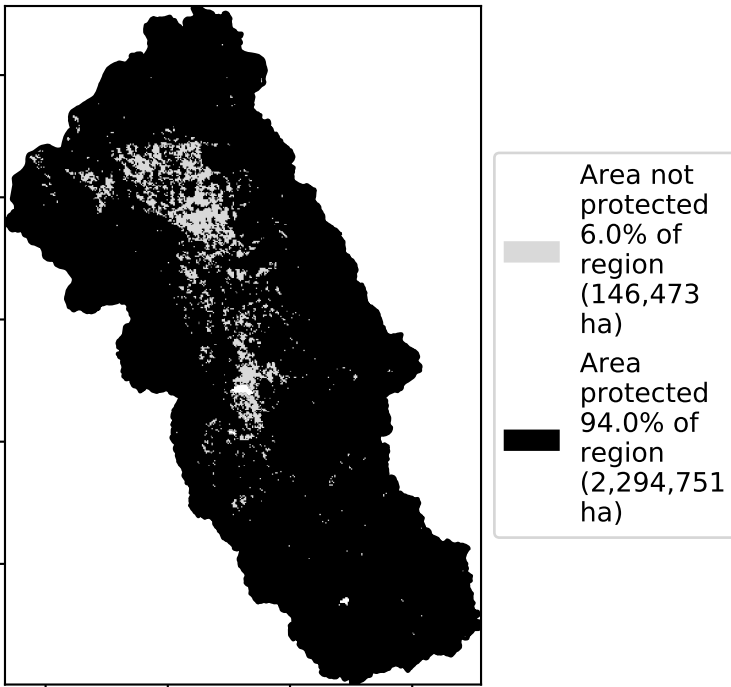 Area not
protected
6.0% of
region
(146,473
ha)
Area
protected
94.0% of
region
(2,294,751
ha)